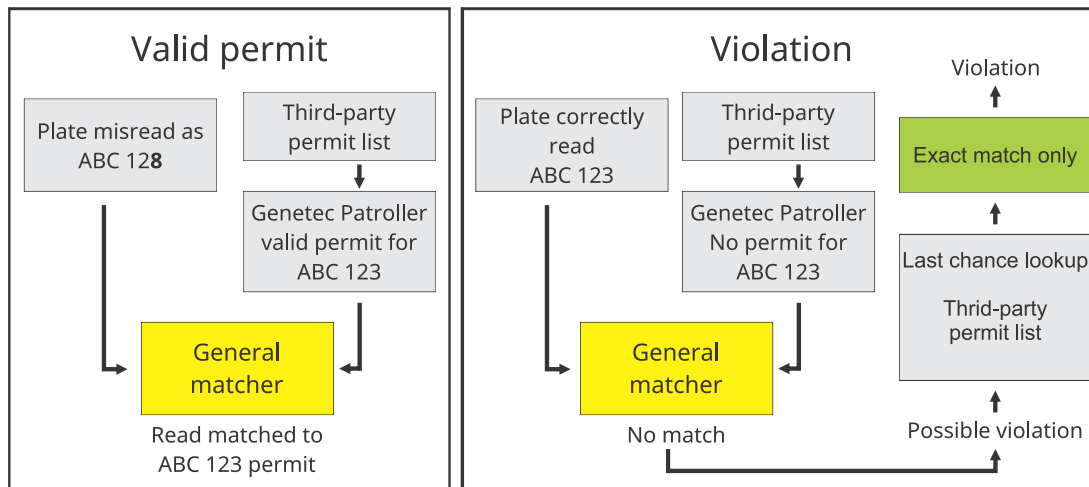 Valid permit
Plate misread as
ABC 128
Third-party
permit list
Genetec Patroller
valid permit for
ABC 123
General
matcher
Read matched to
ABC 123 permit
Violation
Plate correctly
read
ABC 123
Third-party
permit list
Genetec Patroller
No permit for
ABC 123
General
matcher
No match
Possible violation
Last chance lookup
Thrid-party
permit list
Exact match only
Violation